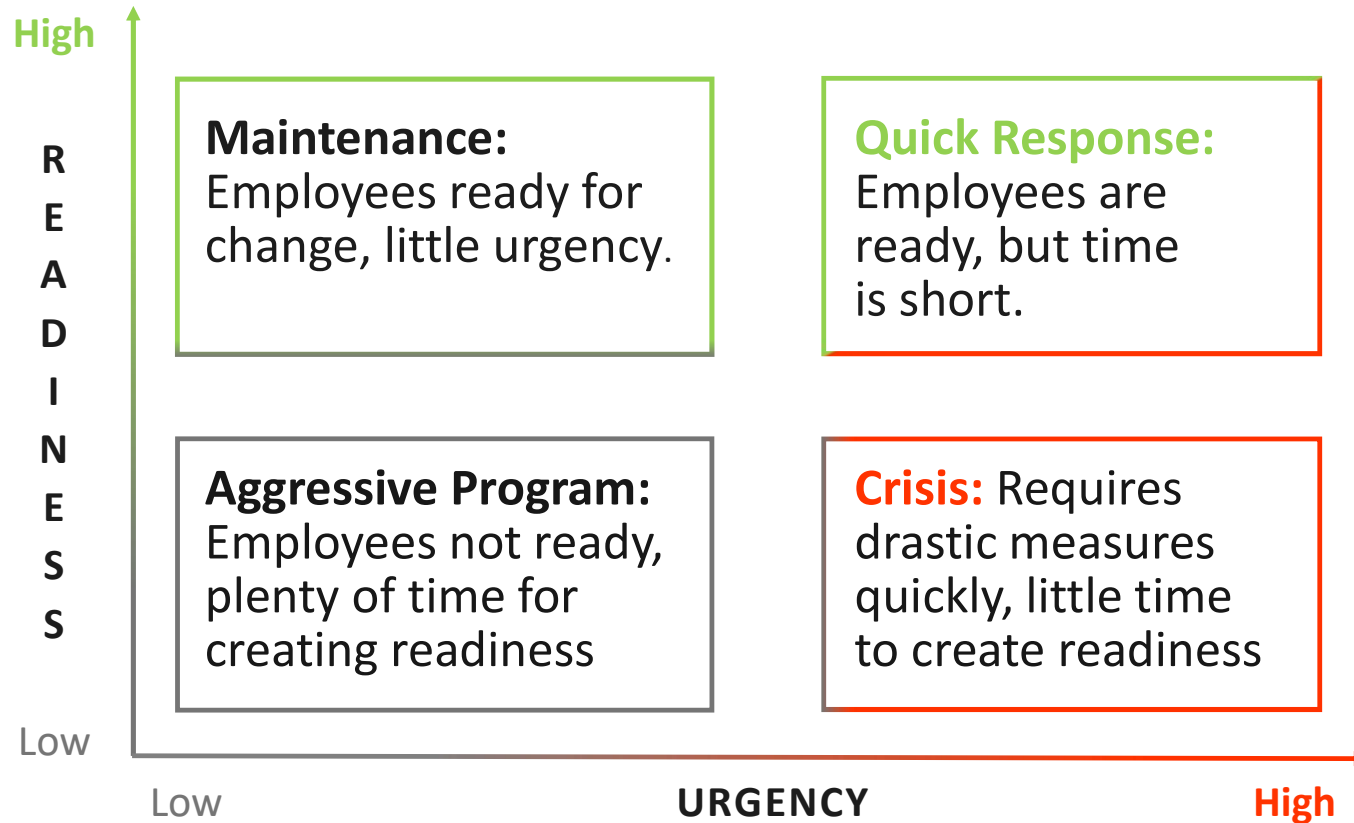 High
READINESS
Low
Maintenance:
Employees ready for
change, little urgency.
Quick Response:
Employees are
ready, but time
is short.
Aggressive Program:
Employees not ready,
plenty of time for
creating readiness
Crisis: Requires
drastic measures
quickly, little time
to create readiness
Low
URGENCY
High